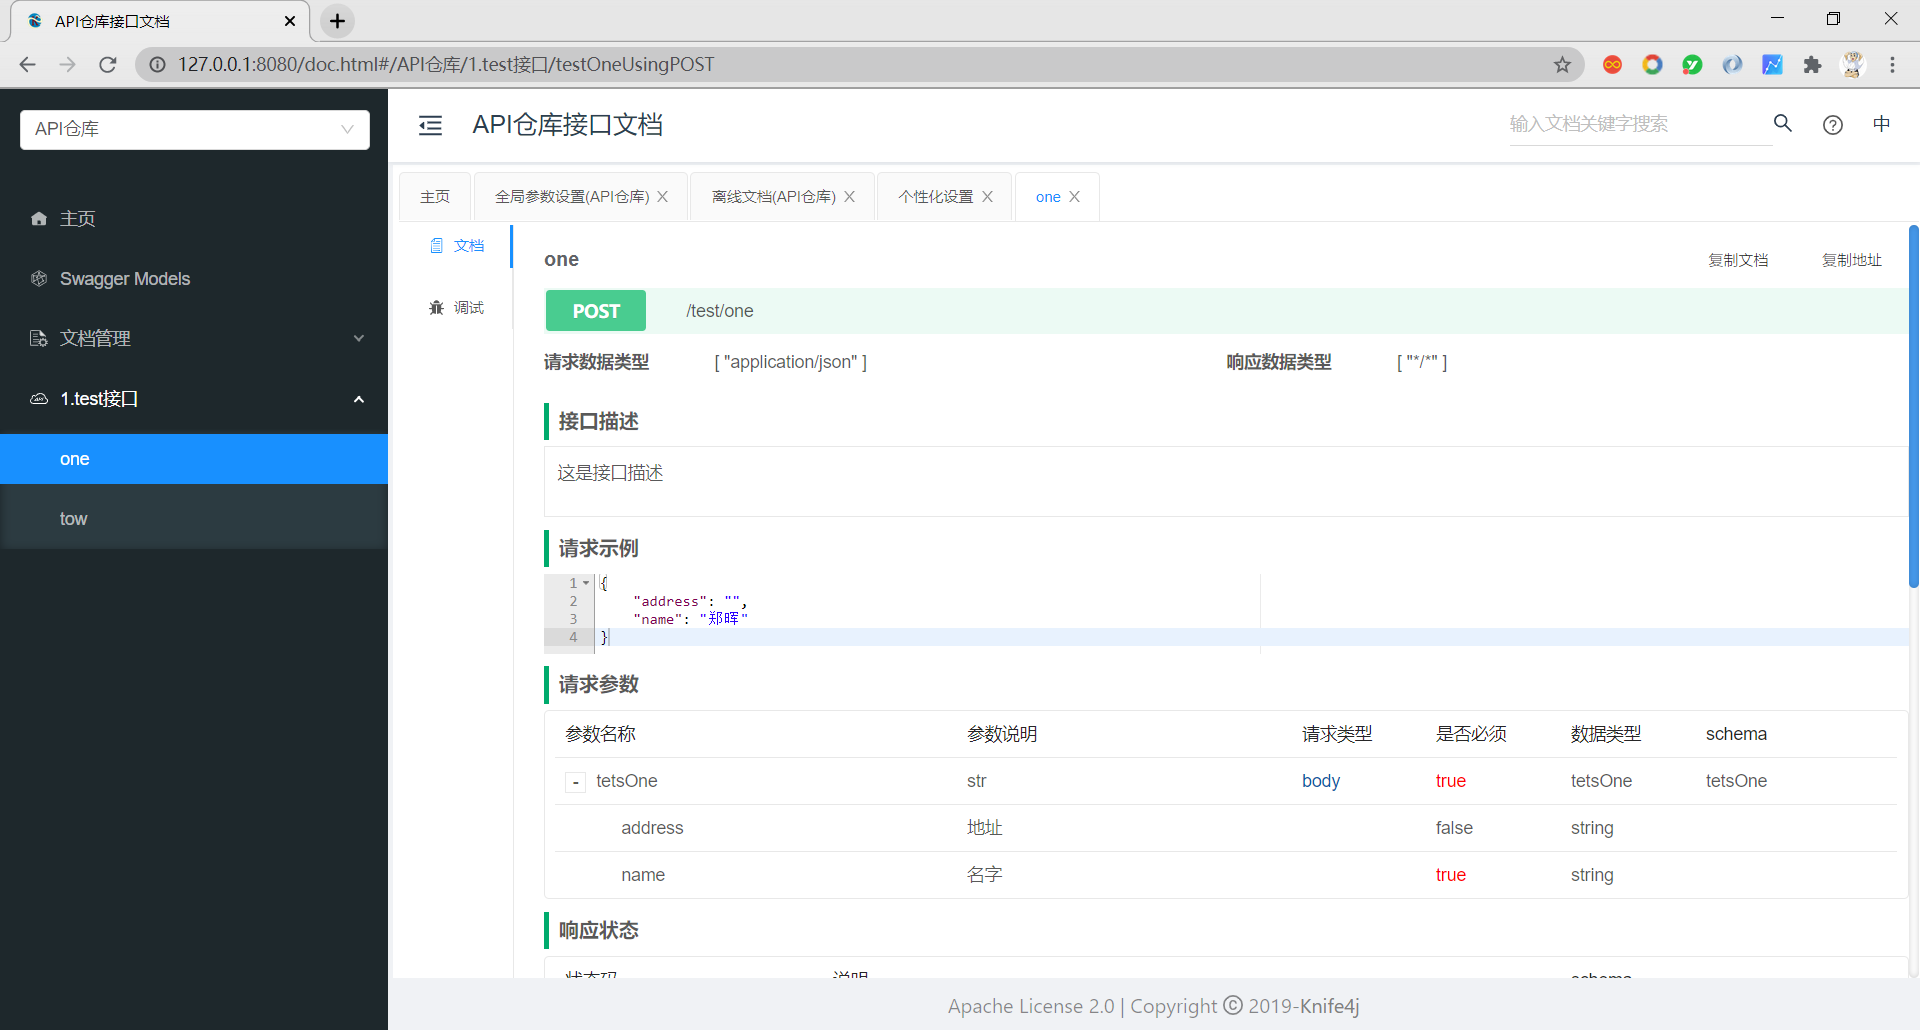 API仓库接口文档
127.0.0.1:8080/doc.html#/API仓库/1.test接口/testOneUsingPOST
API仓库
API仓库接口文档
输入文档关键字搜索
中
主页
全局参数设置(API仓库)
离线文档(API仓库)
个性化设置
one
主页
Swagger Models
文档管理
1.test接口
one
tow
文档
调试
one
复制文档
复制地址
POST
/test/one
请求数据类型
[ "application/json" ]
响应数据类型
[ "*/*" ]
接口描述
这是接口描述
请求示例
1 {
2 "address": "",
3 "name": "郑晖"
4 }
请求参数
参数名称 参数说明 请求类型 是否必须 数据类型 schema
- tetsOne str body true tetsOne tetsOne
address 地址 false string
name 名字 true string
响应状态
状态码 说明 schema
Apache License 2.0 | Copyright © 2019-Knife4j